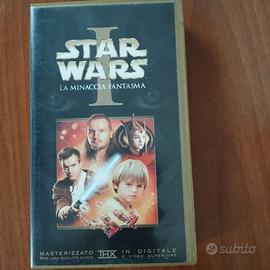 I
STAR
WARS
LA MINACCIA FANTASMA
MASTERIZZATO THX IN DIGITALE
PER UNA QUALITÀ AUDIO E VIDEO SUPERIORE
subito